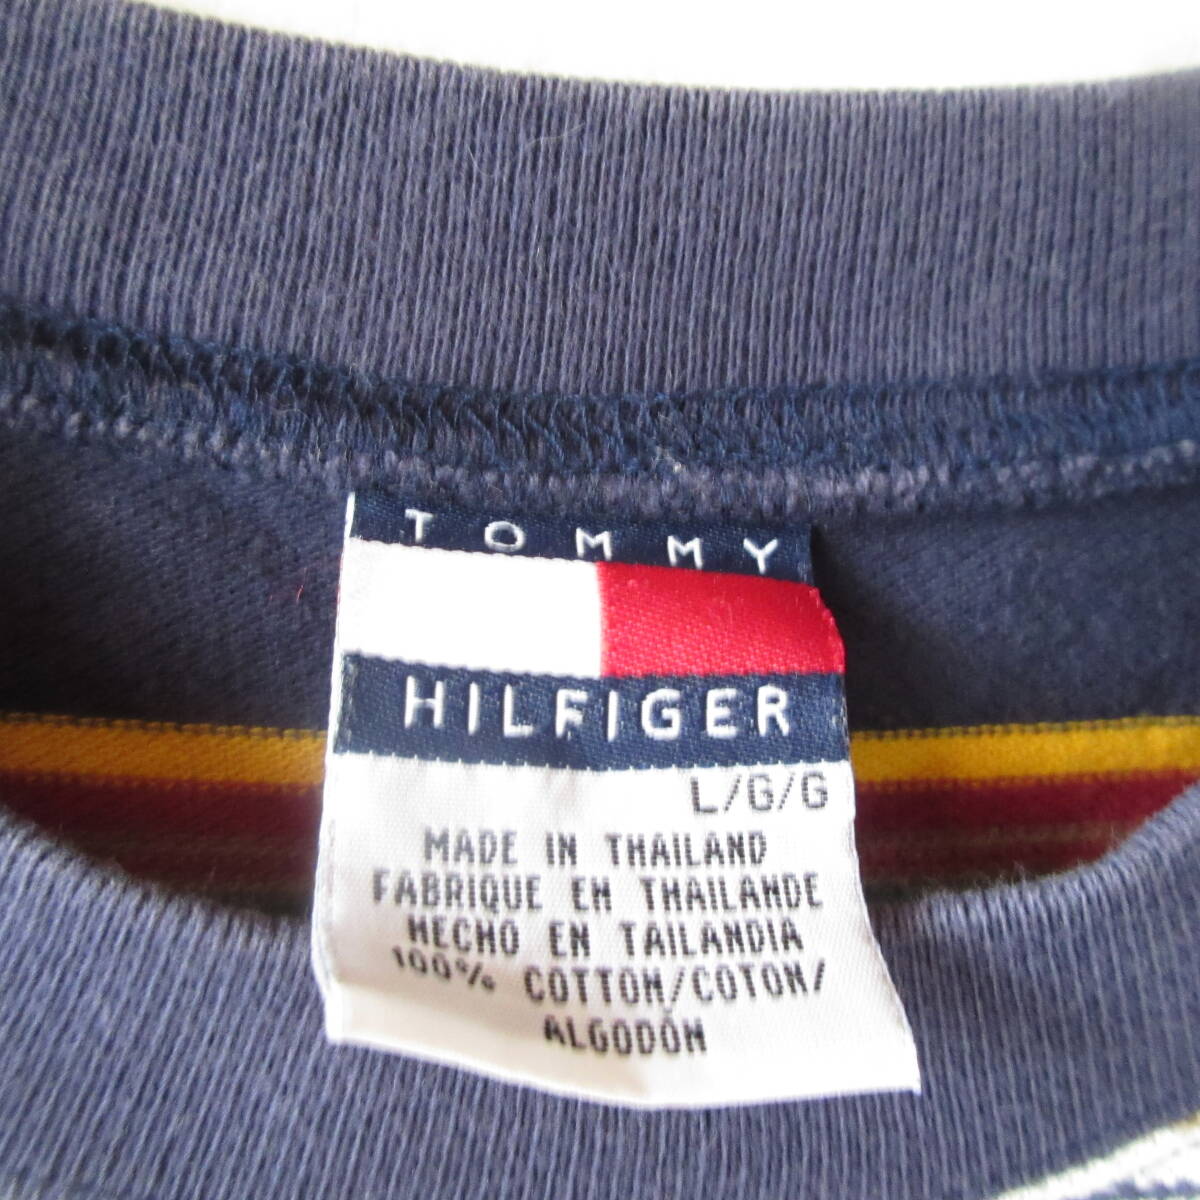 TOMMY
HILFIGER
L/G/G
MADE IN THAILAND
FABRIQUE EN THAILANDE
HECHO EN TAILANDIA
100% COTTON/COTON/
ALGODÓN